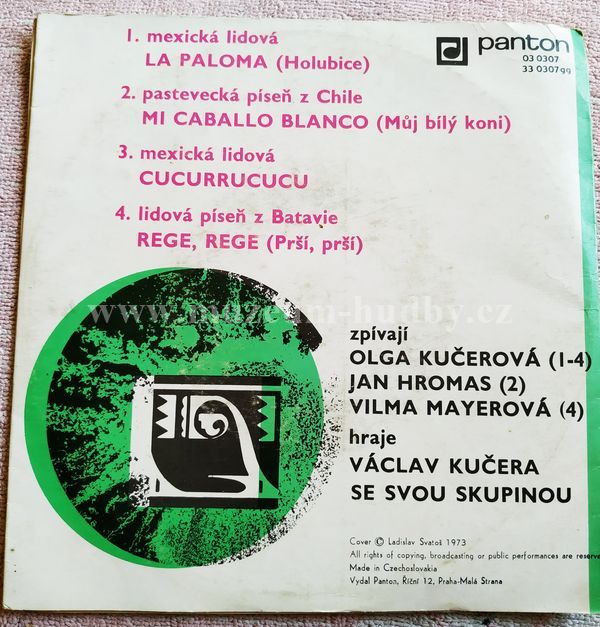 1. mexická lidová
LA PALOMA (Holubice)
panton
03 0307
33 0307 gg
2. pastevecká píseň z Chile
MI CABALLO BLANCO (Můj bílý koni)
3. mexická lidová
CUCURRUCUCU
4. lidová píseň z Batavie
REGE, REGE (Prší, prší)
www.muzeum-hudby.cz
zpívají
OLGA KUČEROVÁ (1-4)
JAN HROMAS (2)
VILMA MAYEROVÁ (4)
hraje
VÁCLAV KUČERA
SE SVOU SKUPINOU
Cover © Ladislav Svatoš 1973
All rights of copying, broadcasting or public performances are reserve
Made in Czechoslovakia
Vydal Panton, Říční 12, Praha-Malá Strana